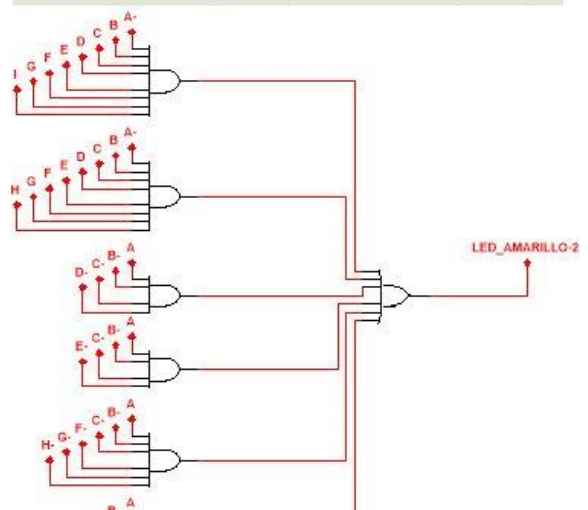 I G F E D C B A-
H G F E D C B A-
D- C- B- A
LED_AMARILLO-2
E- C- B- A
H- G- F- C- B- A
A